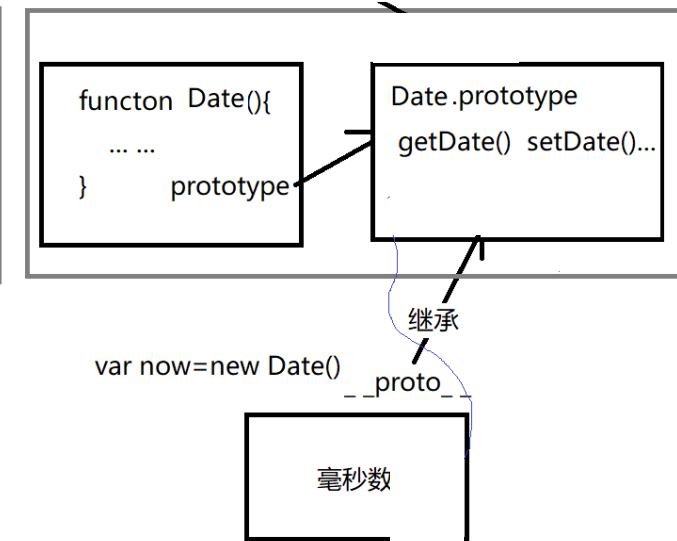 functon Date(){
... ...
} prototype
Date.prototype
getDate() setDate()...
继承
var now=new Date()
_ _proto_ _
毫秒数